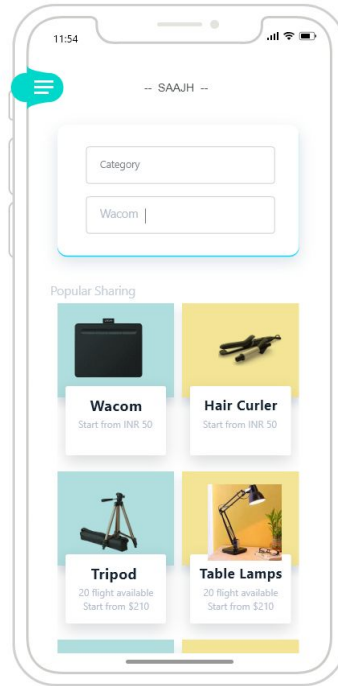 11:54
-- SAAJH --
Category
Wacom
Popular Sharing
Wacom
Start from INR 50
Hair Curler
Start from INR 50
Tripod
20 flight available
Start from $210
Table Lamps
20 flight available
Start from $210